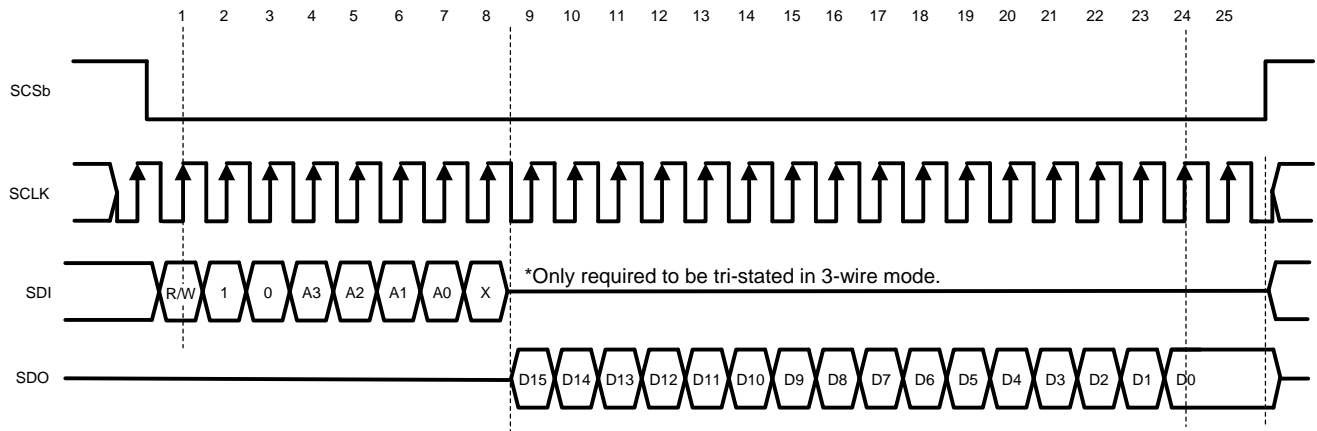 1 2 3 4 5 6 7 8 9 10 11 12 13 14 15 16 17 18 19 20 21 22 23 24 25
SCSb
SCLK
*Only required to be tri-stated in 3-wire mode.
SDI R/W 1 0 A3 A2 A1 A0 X
SDO D15 D14 D13 D12 D11 D10 D9 D8 D7 D6 D5 D4 D3 D2 D1 D0